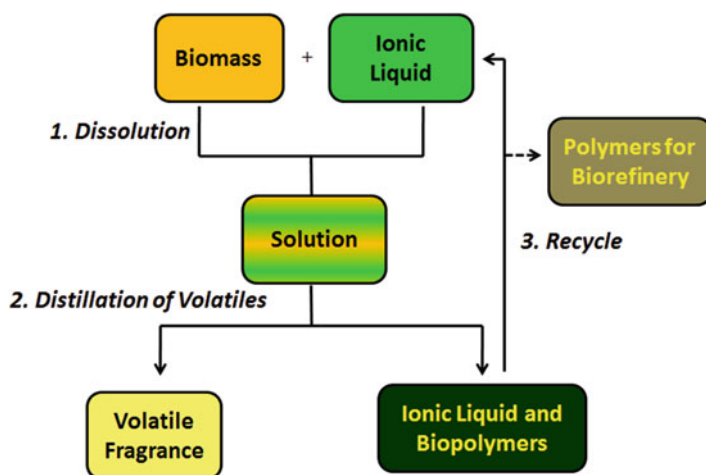 Biomass
+
Ionic
Liquid
1. Dissolution
Polymers for
Biorefinery
Solution
3. Recycle
2. Distillation of Volatiles
Volatile
Fragrance
Ionic Liquid and
Biopolymers